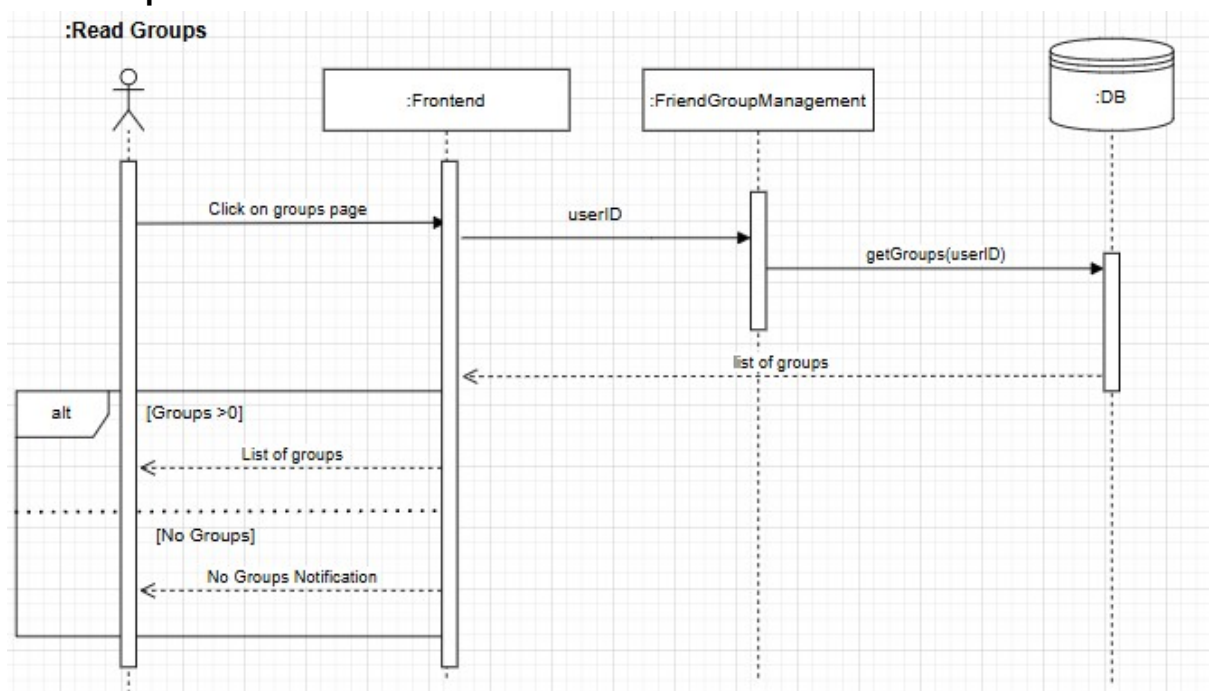 :Read Groups
:Frontend
:FriendGroupManagement
:DB
Click on groups page
userID
getGroups(userID)
list of groups
alt
[Groups >0]
List of groups
[No Groups]
No Groups Notification